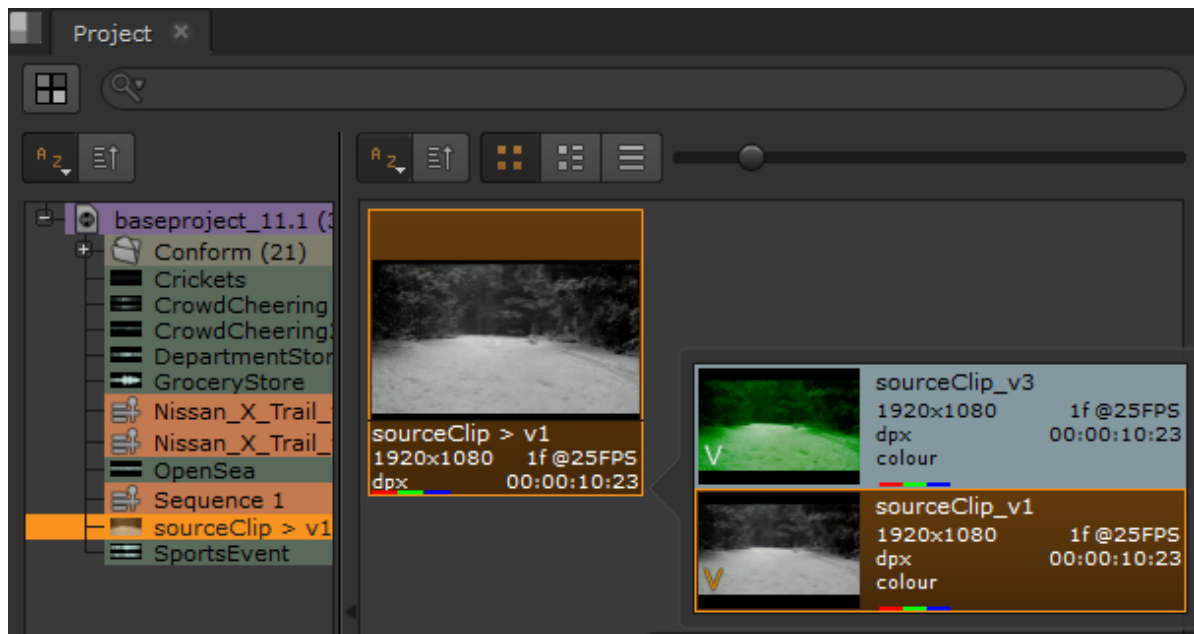 Project
A Z
A Z
baseproject_11.1 (
Conform (21)
Crickets
CrowdCheering
CrowdCheering
DepartmentStor
GroceryStore
Nissan_X_Trail_
Nissan_X_Trail_
OpenSea
Sequence 1
sourceClip > v1
SportsEvent
sourceClip > v1
1920x1080 1f@25FPS
dpx 00:00:10:23
sourceClip_v3
1920x1080 1f@25FPS
dpx 00:00:10:23
colour
V
sourceClip_v1
1920x1080 1f@25FPS
dpx 00:00:10:23
colour
V